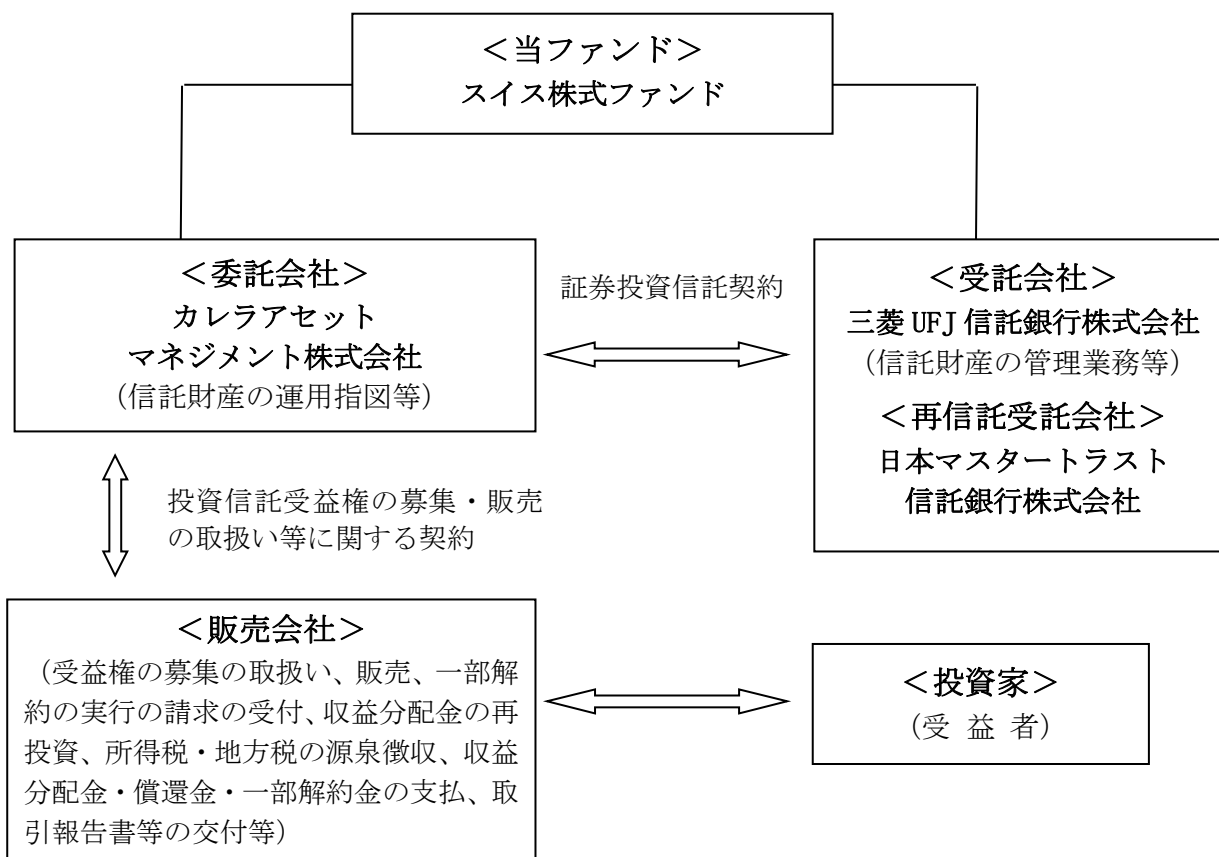 ＜当ファンド＞
スイス株式ファンド
＜委託会社＞
カレラアセット
マネジメント株式会社
（信託財産の運用指図等）
証券投資信託契約
＜受託会社＞
三菱 UFJ 信託銀行株式会社
（信託財産の管理業務等）
＜再信託受託会社＞
日本マスタートラスト
信託銀行株式会社
投資信託受益権の募集・販売
の取扱い等に関する契約
＜販売会社＞
（受益権の募集の取扱い、販売、一部解
約の実行の請求の受付、収益分配金の再
投資、所得税・地方税の源泉徴収、収益
分配金・償還金・一部解約金の支払、取
引報告書等の交付等）
＜投資家＞
（受 益 者）